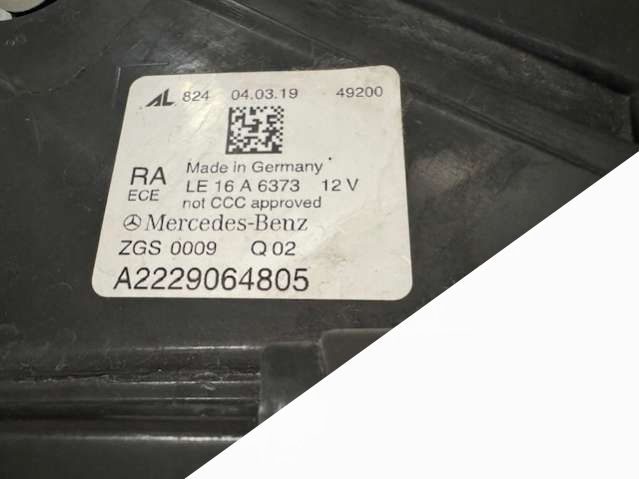 AL 824 04.03.19 49200
RA Made in Germany
ECE LE 16 A 6373 12 V
not CCC approved
Mercedes-Benz
ZGS 0009 Q 02
A2229064805